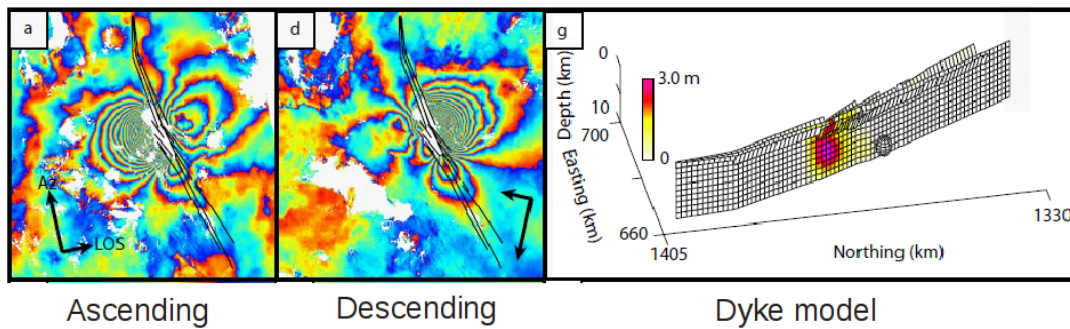 a
Az
LOS
Ascending
d
Descending
g
0
10
Depth (km)
700
Easting (km)
660
3.0 m
0
1405
Northing (km)
1330
Dyke model